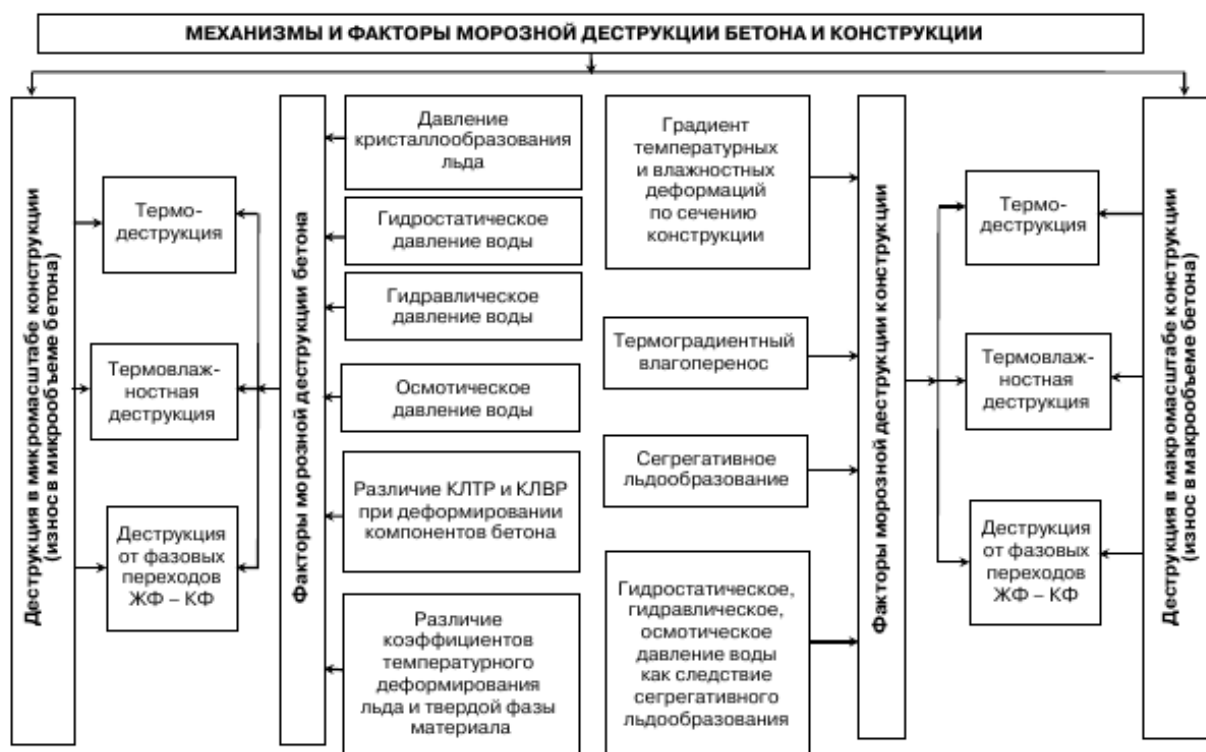 МЕХАНИЗМЫ И ФАКТОРЫ МОРОЗНОЙ ДЕСТРУКЦИИ БЕТОНА И КОНСТРУКЦИИ
Деструкция в микромасштабе конструкции
(износ в микрообъеме бетона)
Термо-
деструкция
Термовлаж-
ностная
деструкция
Деструкция
от фазовых
переходов
ЖФ – КФ
Факторы морозной деструкции бетона
Давление
кристаллообразования
льда
Гидростатическое
давление воды
Гидравлическое
давление воды
Осмотическое
давление воды
Различие КЛТР и КЛВР
при деформировании
компонентов бетона
Различие
коэффициентов
температурного
деформирования
льда и твердой фазы
материала
Градиент
температурных
и влажностных
деформаций
по сечению
конструкции
Термоградиентный
влагоперенос
Сегрегативное
льдообразование
Гидростатическое,
гидравлическое,
осмотическое
давление воды
как следствие
сегрегативного
льдообразования
Факторы морозной деструкции конструкции
Термо-
деструкция
Термовлаж-
ностная
деструкция
Деструкция
от фазовых
переходов
ЖФ – КФ
Деструкция в макромасштабе конструкции
(износ в макрообъеме бетона)